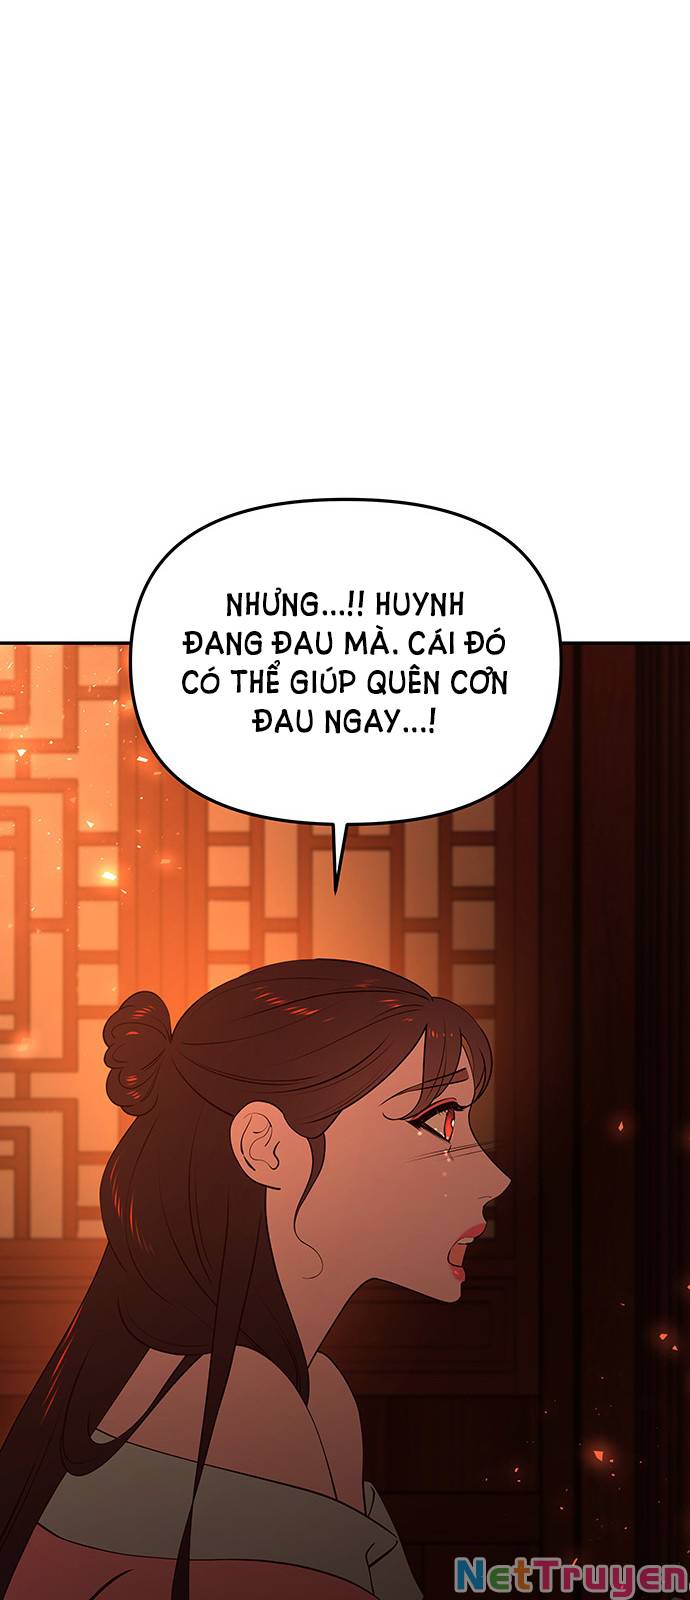 NHƯNG...!! HUYNH
ĐANG ĐAU MÀ. CÁI ĐÓ
CÓ THỂ GIÚP QUÊN CƠN
ĐAU NGAY...!
NETTRUYEN